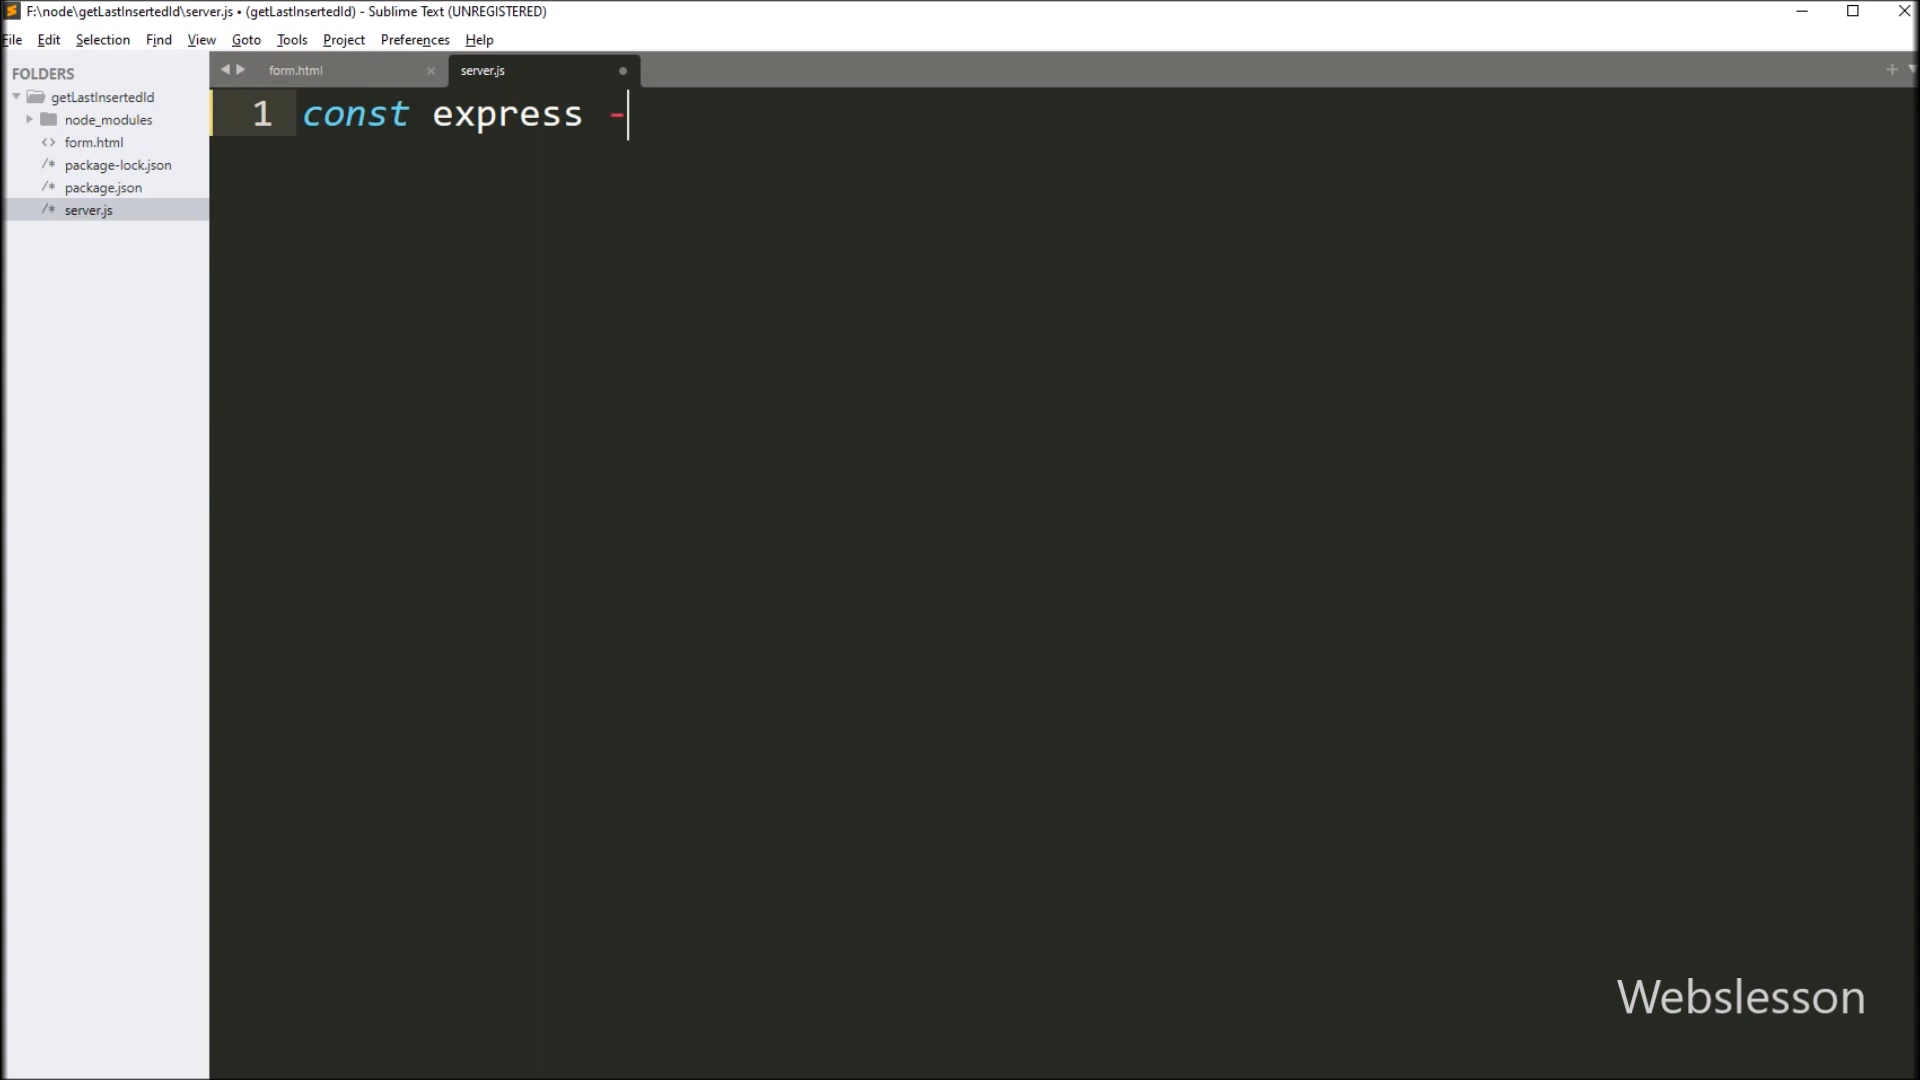 F:\node\getLastInsertedId\server.js • (getLastInsertedId) - Sublime Text (UNREGISTERED)
File Edit Selection Find View Goto Tools Project Preferences Help
FOLDERS
getLastInsertedId
node_modules
form.html
package-lock.json
package.json
server.js
form.html
server.js
1 const express -
Webslesson